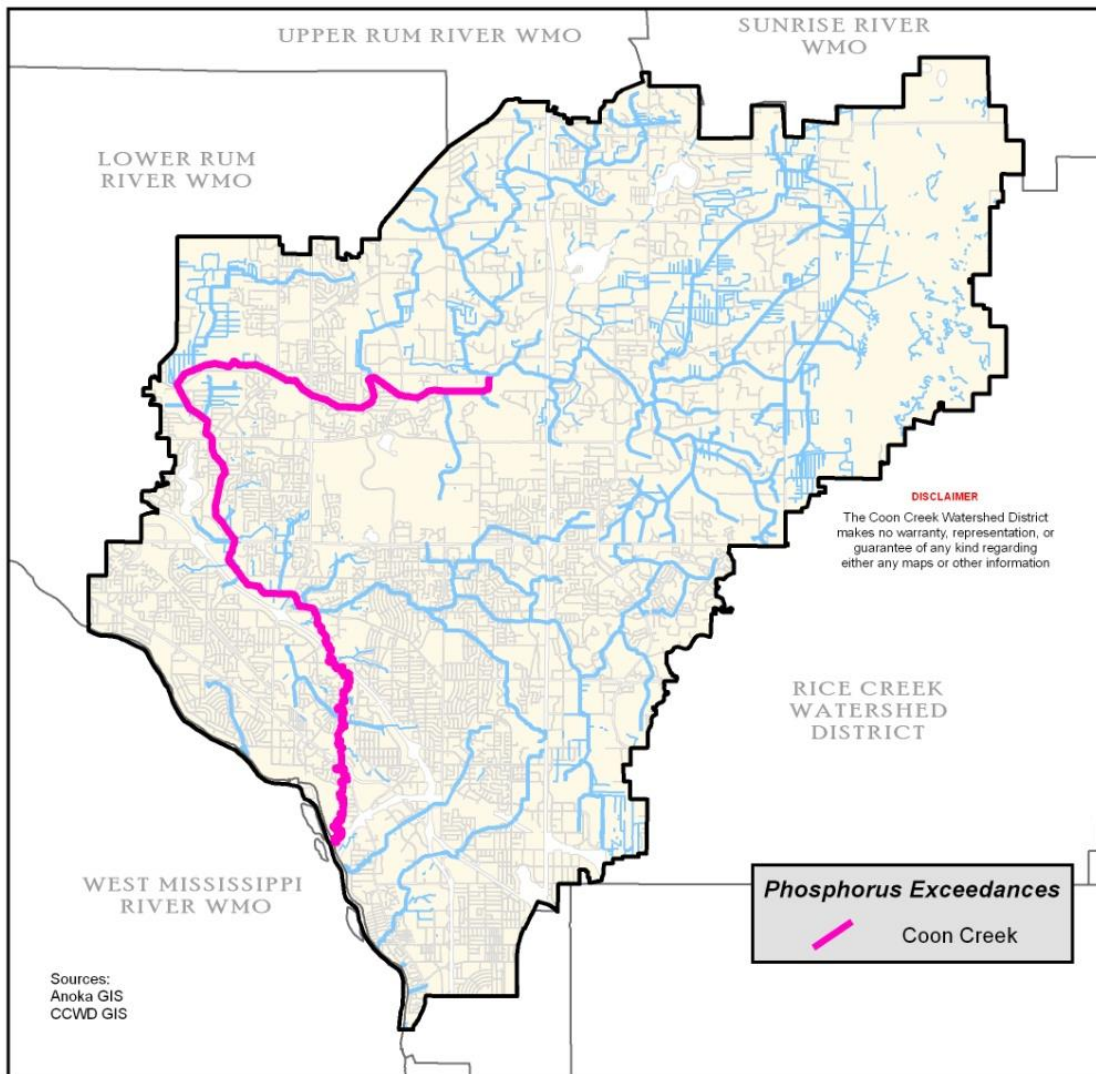 UPPER RUM RIVER WMO
SUNRISE RIVER
WMO
LOWER RUM
RIVER WMO
DISCLAIMER
The Coon Creek Watershed District
makes no warranty, representation, or
guarantee of any kind regarding
either any maps or other information
RICE CREEK
WATERSHED
DISTRICT
WEST MISSISSIPPI
RIVER WMO
Phosphorus Exceedances
Coon Creek
Sources:
Anoka GIS
CCWD GIS